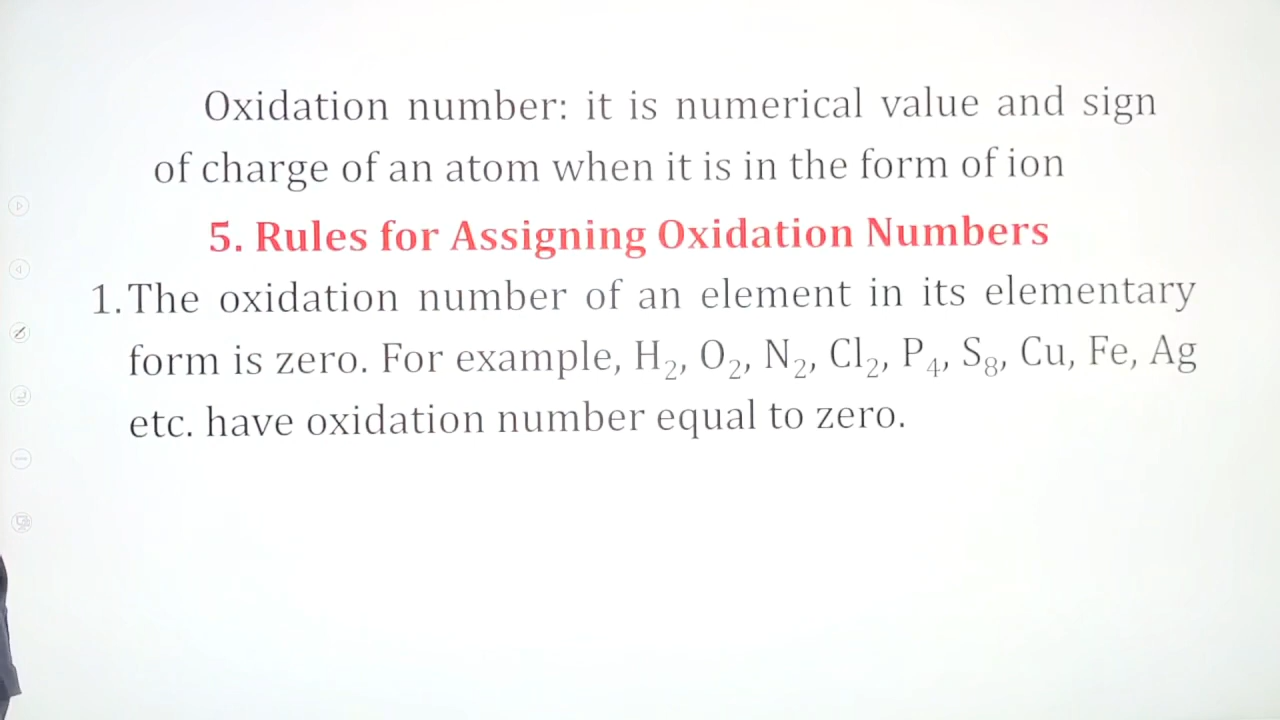 Oxidation number: it is numerical value and sign
of charge of an atom when it is in the form of ion
5. Rules for Assigning Oxidation Numbers
1. The oxidation number of an element in its elementary
form is zero. For example, H₂, O₂, N₂, Cl₂, P₄, S₈, Cu, Fe, Ag
etc. have oxidation number equal to zero.